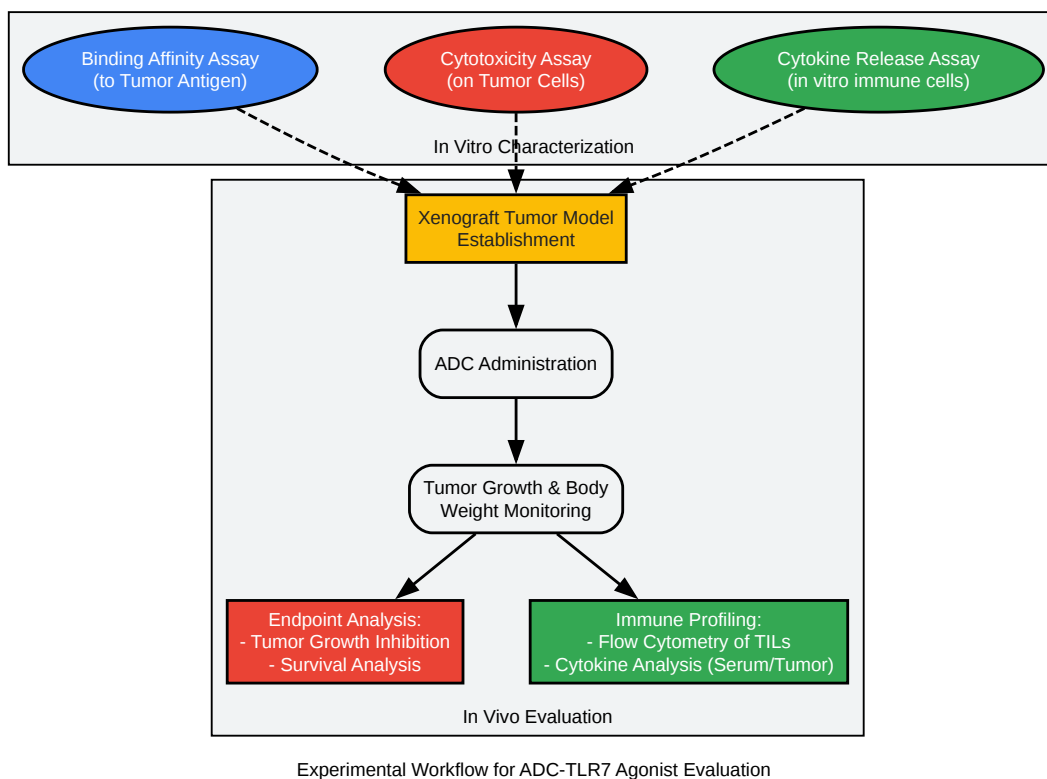 Binding Affinity Assay
(to Tumor Antigen)
Cytotoxicity Assay
(on Tumor Cells)
Cytokine Release Assay
(in vitro immune cells)
In Vitro Characterization
Xenograft Tumor Model
Establishment
ADC Administration
Tumor Growth & Body
Weight Monitoring
Endpoint Analysis:
- Tumor Growth Inhibition
- Survival Analysis
Immune Profiling:
- Flow Cytometry of TILs
- Cytokine Analysis (Serum/Tumor)
In Vivo Evaluation
Experimental Workflow for ADC-TLR7 Agonist Evaluation